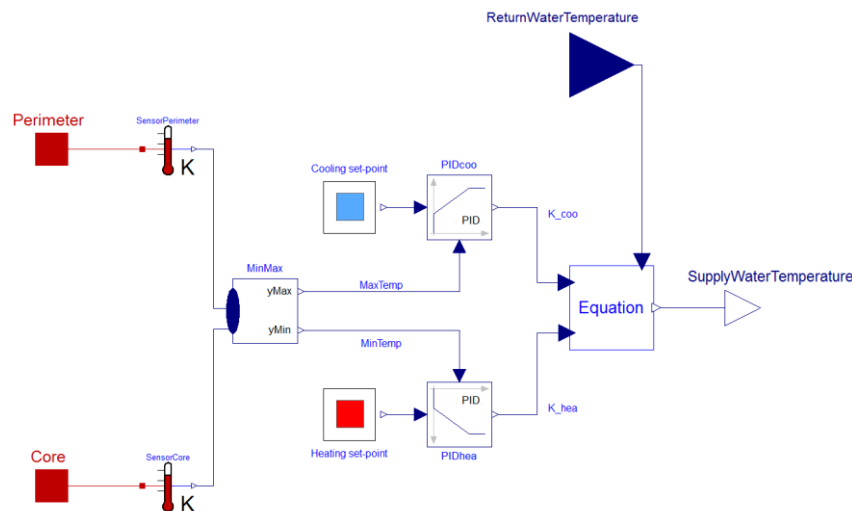 ReturnWaterTemperature
Perimeter
SensorPerimeter
K
Cooling set-point
PIDcoo
PID
K_coo
MinMax
yMax
MaxTemp
SupplyWaterTemperature
Equation
yMin
MinTemp
PID
K_hea
Heating set-point
PIDhea
Core
SensorCore
K